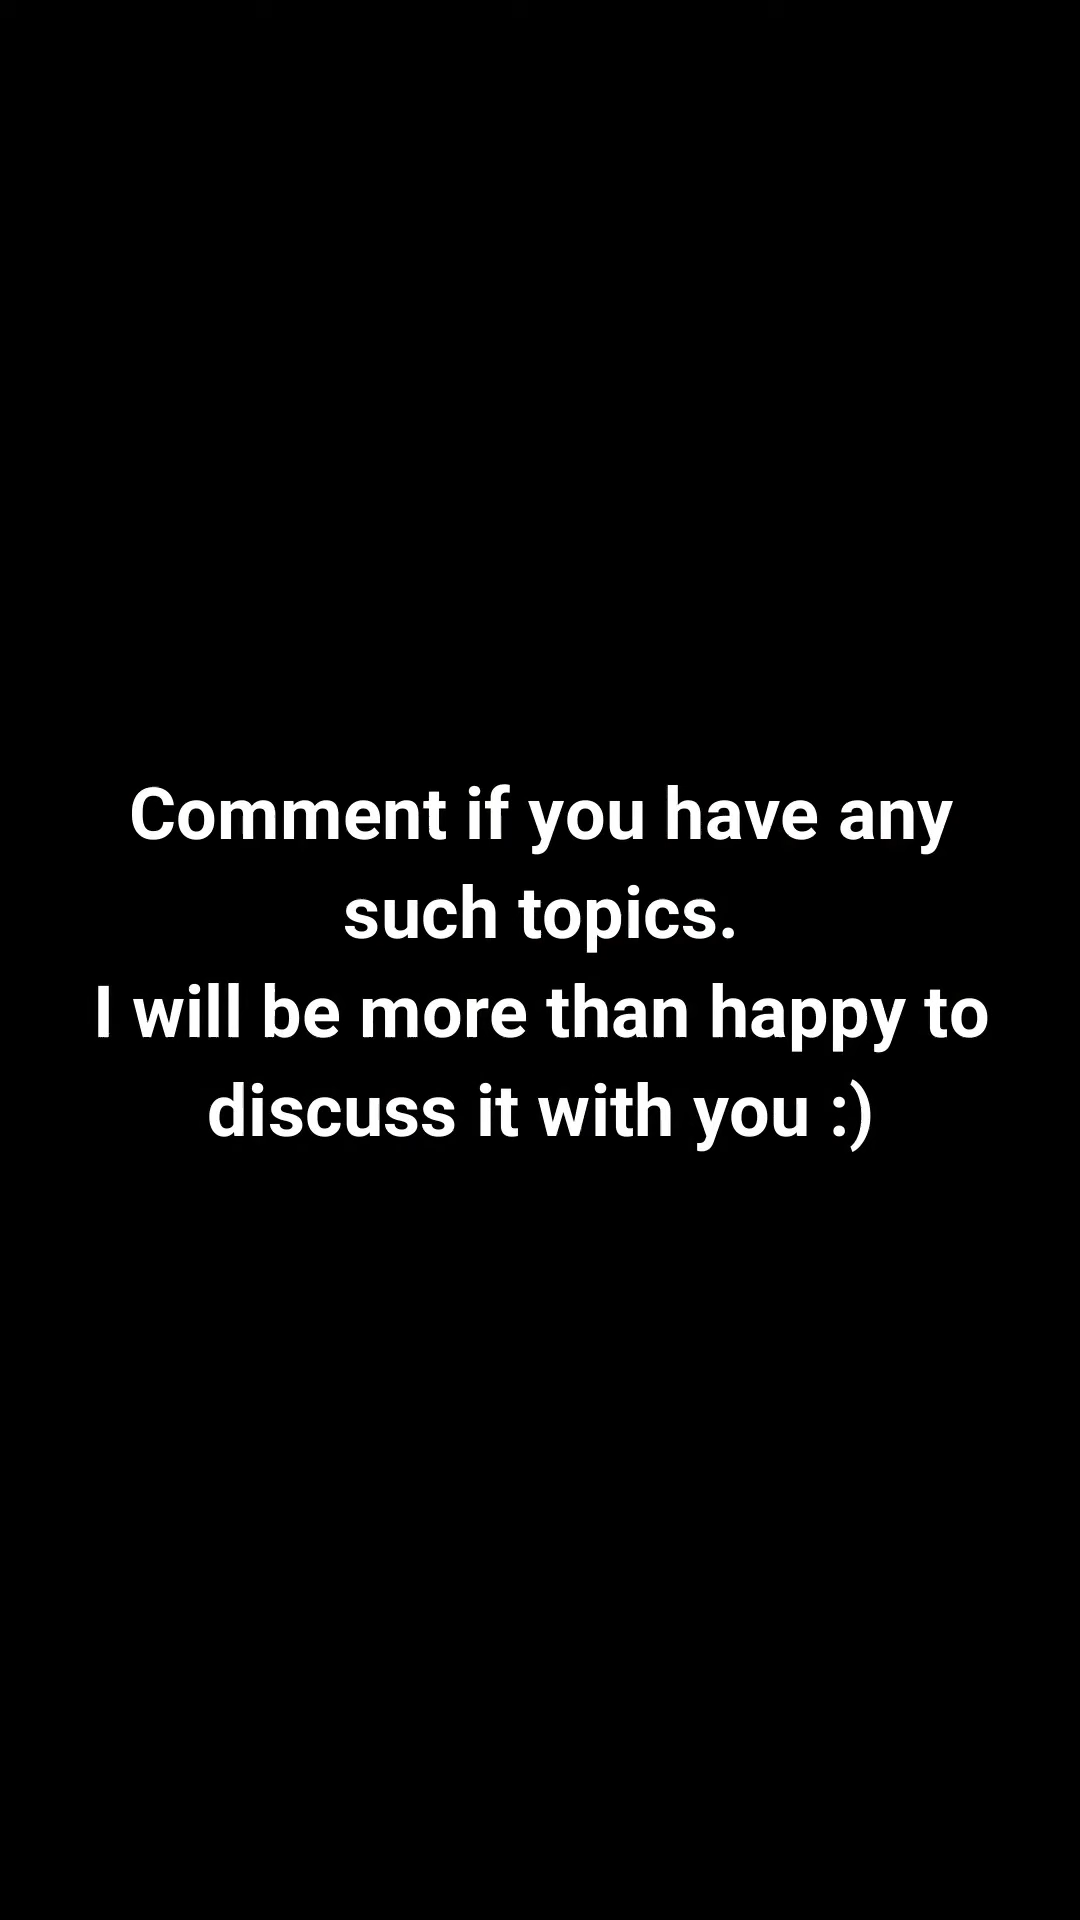 Comment if you have any
such topics.
I will be more than happy to
discuss it with you :)